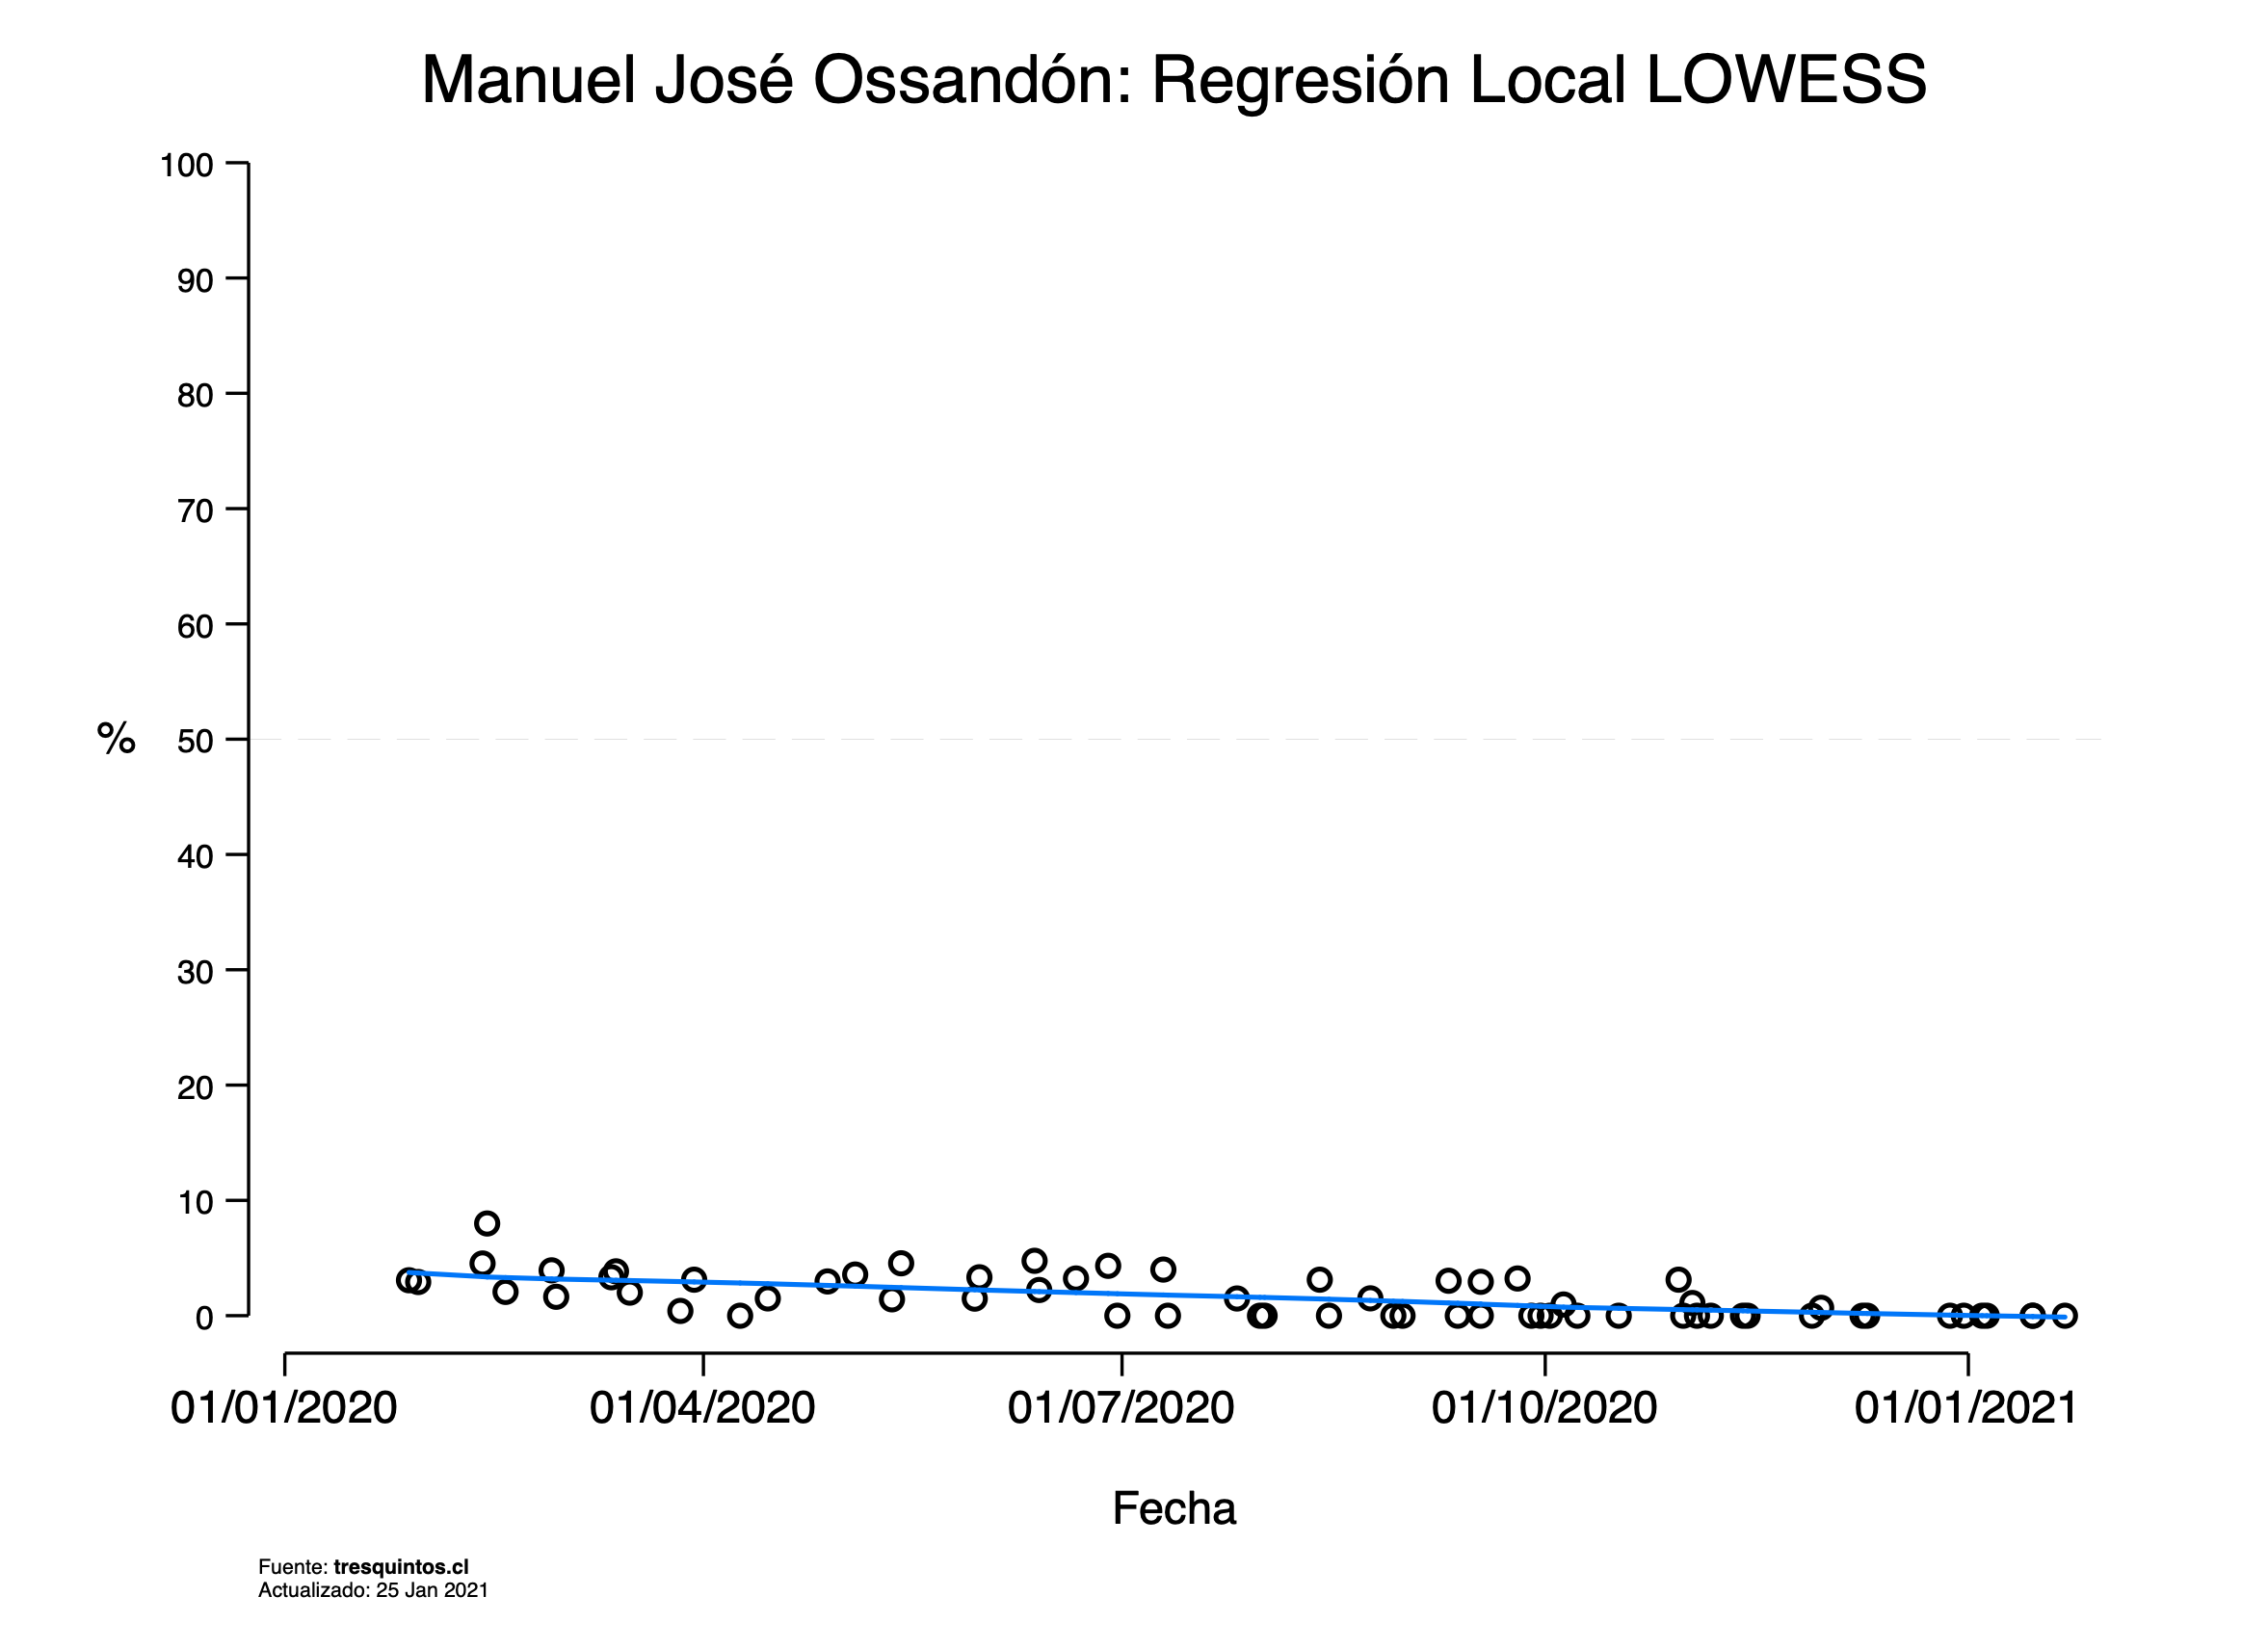 Manuel José Ossandón: Regresión Local LOWESS
100
90
80
70
60
% 50
40
30
20
10
0
01/01/2020 01/04/2020 01/07/2020 01/10/2020 01/01/2021
Fecha
Fuente: tresquintos.cl
Actualizado: 25 Jan 2021